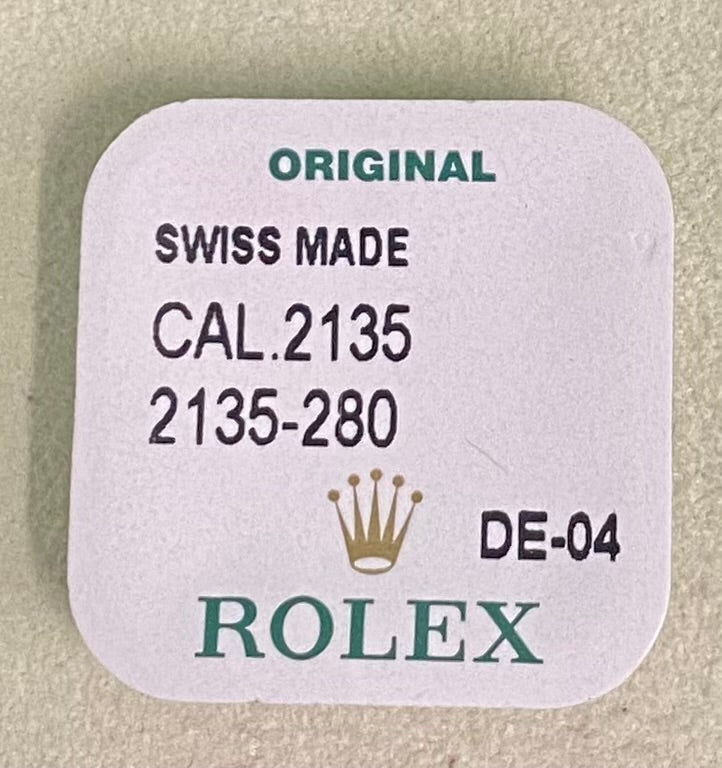 ORIGINAL
SWISS MADE
CAL.2135
2135-280
DE-04
ROLEX